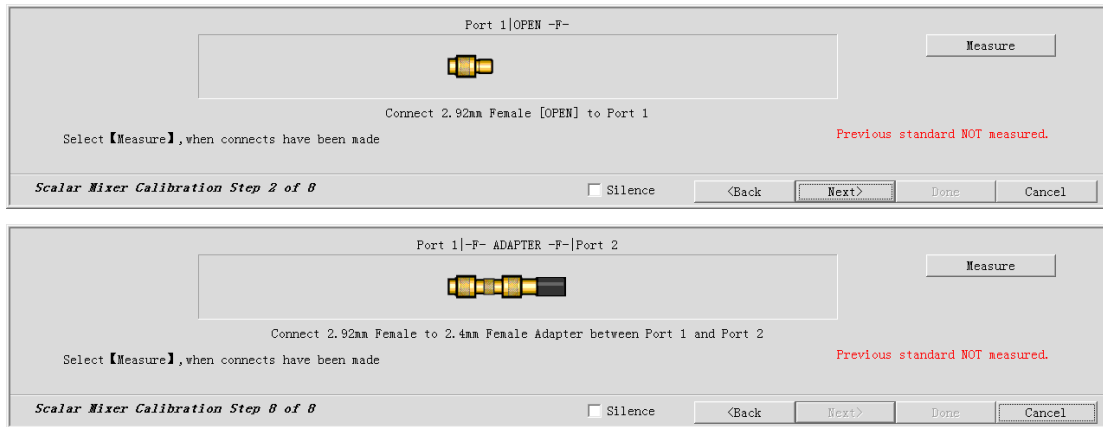 Port 1|OPEN -F-
Measure
Connect 2.92mm Female [OPEN] to Port 1
Select【Measure】,when connects have been made
Previous standard NOT measured.
Scalar Mixer Calibration Step 2 of 8
Silence
<Back
Next>
Done
Cancel
Port 1|-F- ADAPTER -F-|Port 2
Measure
Connect 2.92mm Female to 2.4mm Female Adapter between Port 1 and Port 2
Select【Measure】,when connects have been made
Previous standard NOT measured.
Scalar Mixer Calibration Step 8 of 8
Silence
<Back
Next>
Done
Cancel